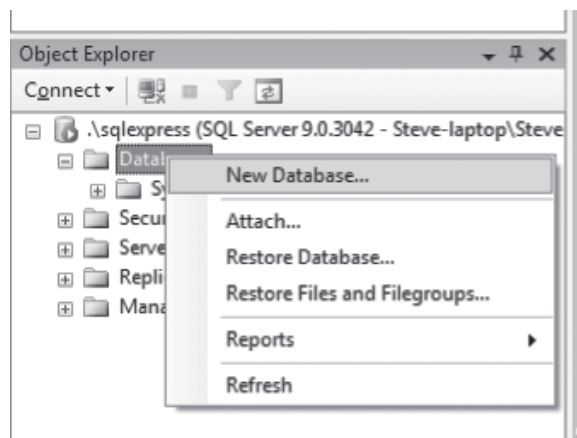 Object Explorer
Connect
.\sqlexpress (SQL Server 9.0.3042 - Steve-laptop\Steve
New Database...
Attach...
Restore Database...
Restore Files and Filegroups...
Reports
Refresh